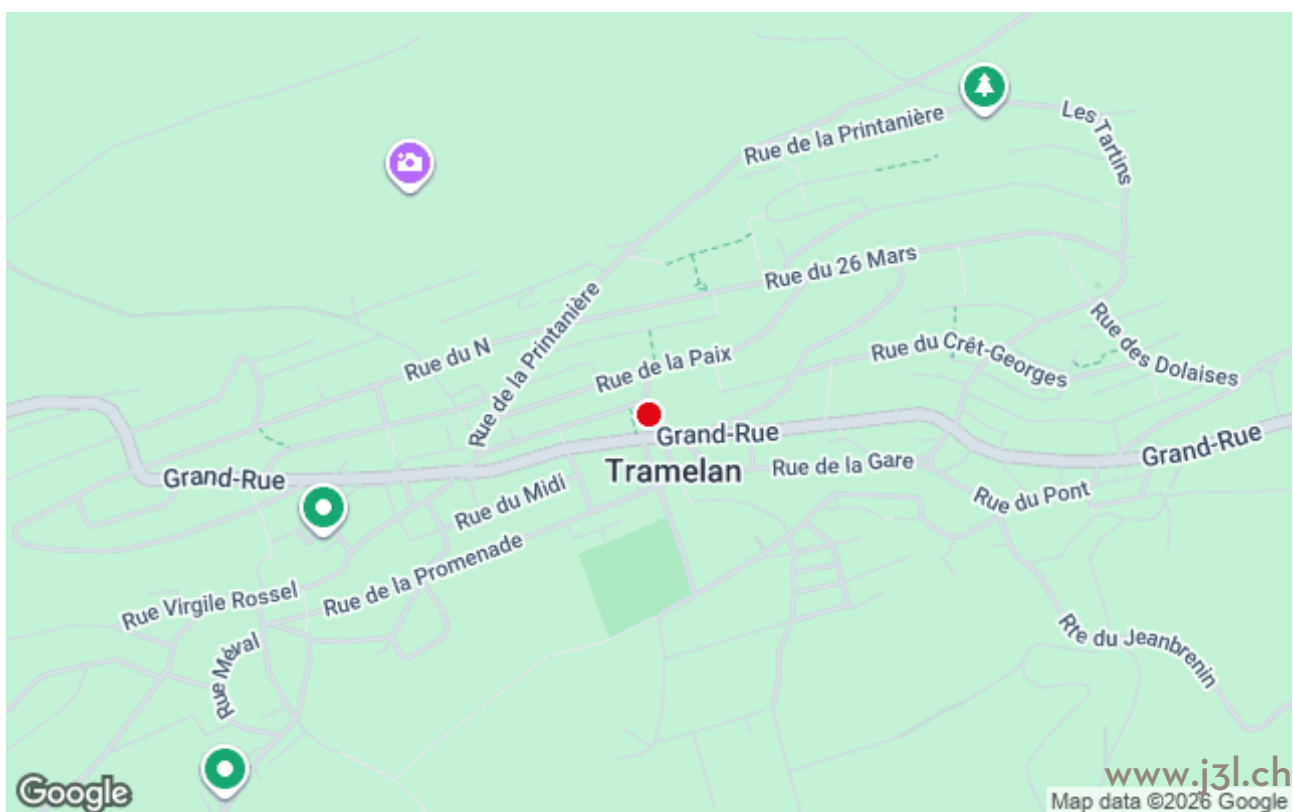 Rue de la Printanière
Les Tartins
Rue du 26 Mars
Rue de la Printanière
Rue du N
Rue de la Paix
Rue du Crêt-Georges
Rue des Dolaises
Grand-Rue
Grand-Rue
Grand-Rue
Tramelan
Rue de la Gare
Rue du Midi
Rue du Pont
Rue de la Promenade
Rue Virgile Rossel
Rue Méval
Rte du Jeanbrenin
www.j3l.ch
Google
Map data ©2026 Google